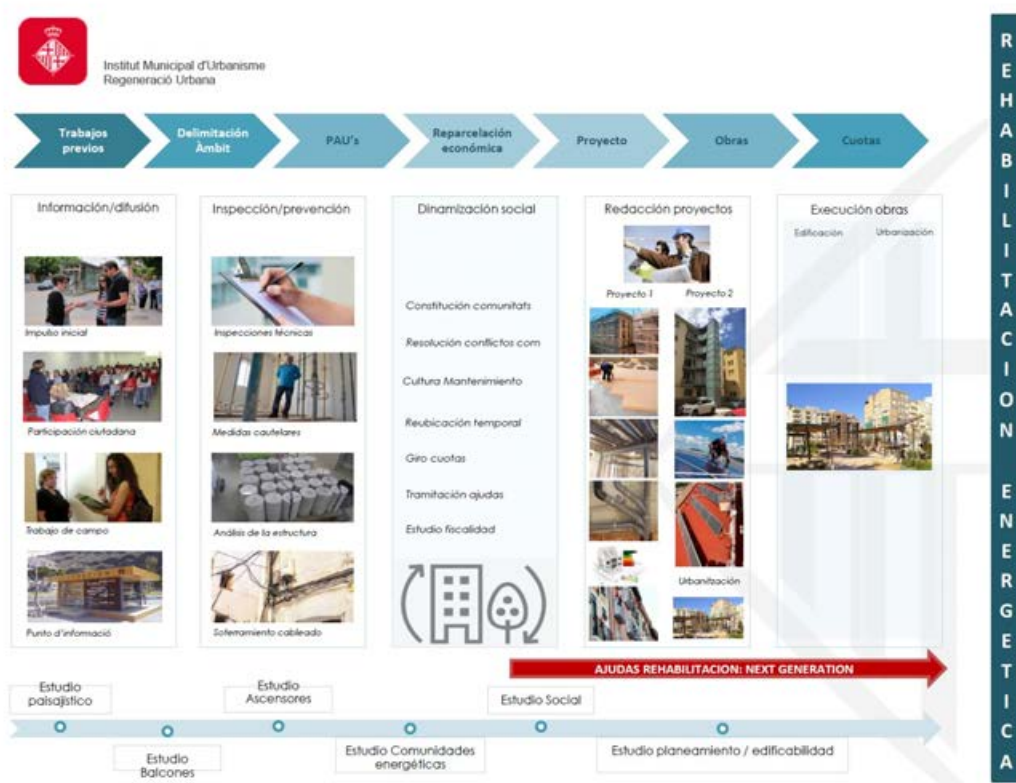 Institut Municipal d'Urbanisme
Regeneració Urbana
Trabajos
previos
Delimitación
Àmbit
PAU's
Reparcelación
económica
Proyecto
Obras
Cuotas
Información/difusión
Impulso inicial
Participación ciutadana
Trabajo de campo
Punto d'informació
Inspección/prevención
Inspecciones técnicas
Medidas cautelares
Análisis de la estructura
Soterramiento cableado
Dinamización social
Constitución comunitats
Resolución conflictos com
Cultura Mantenimiento
Reubicación temporal
Giro cuotas
Tramitación ajudas
Estudio fiscalidad
Redacción proyectos
Proyecto 1
Proyecto 2
Urbanitzación
Execución obras
Edificación
Urbanización
AJUDAS REHABILITACION: NEXT GENERATION
Estudio
paisajístico
Estudio
Balcones
Estudio
Ascensores
Estudio Comunidades
energéticas
Estudio Social
Estudio planeamiento / edificabilidad
REHABILITACION ENERGETICA